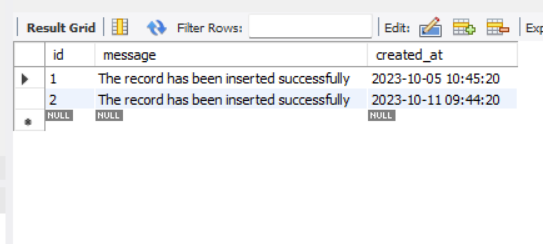 Result Grid Filter Rows: Edit: Exp
id message created_at
1 The record has been inserted successfully 2023-10-05 10:45:20
2 The record has been inserted successfully 2023-10-11 09:44:20
NULL NULL NULL